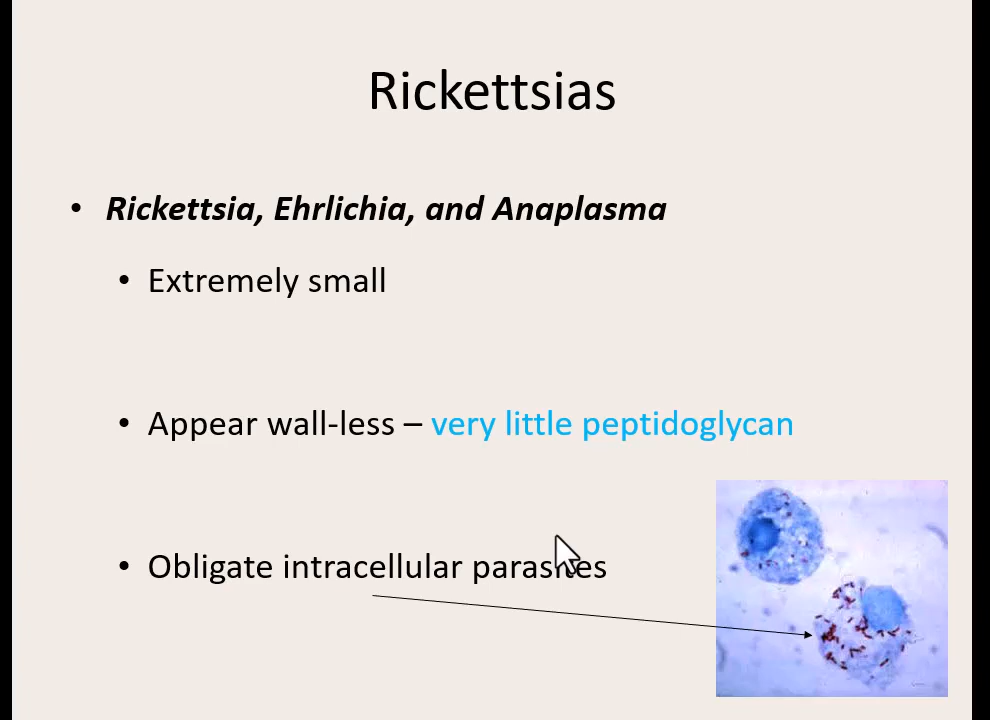 Rickettsias
• Rickettsia, Ehrlichia, and Anaplasma
• Extremely small
• Appear wall-less – very little peptidoglycan
• Obligate intracellular parasites